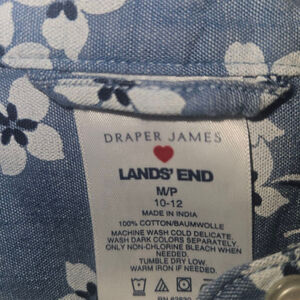 DRAPER JAMES
LANDS' END
M/P
10-12
MADE IN INDIA
100% COTTON/BAUMWOLLE
MACHINE WASH COLD DELICATE.
WASH DARK COLORS SEPARATELY.
ONLY NON-CHLORINE BLEACH WHEN
NEEDED.
TUMBLE DRY LOW.
WARM IRON IF NEEDED.